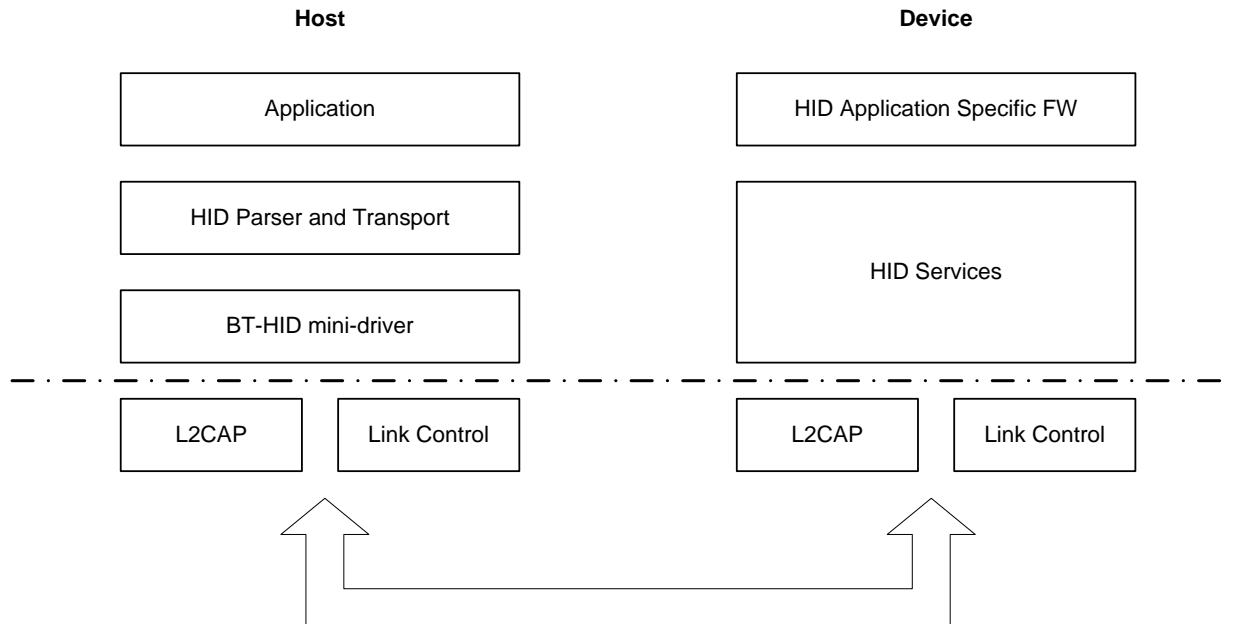 Host
Device
Application
HID Application Specific FW
HID Parser and Transport
HID Services
BT-HID mini-driver
L2CAP
Link Control
L2CAP
Link Control